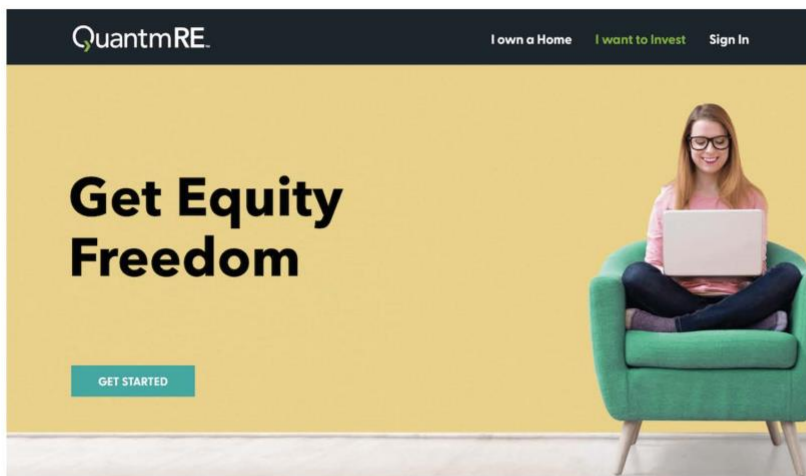 QuantmRE
I own a Home
I want to Invest
Sign In
Get Equity
Freedom
GET STARTED